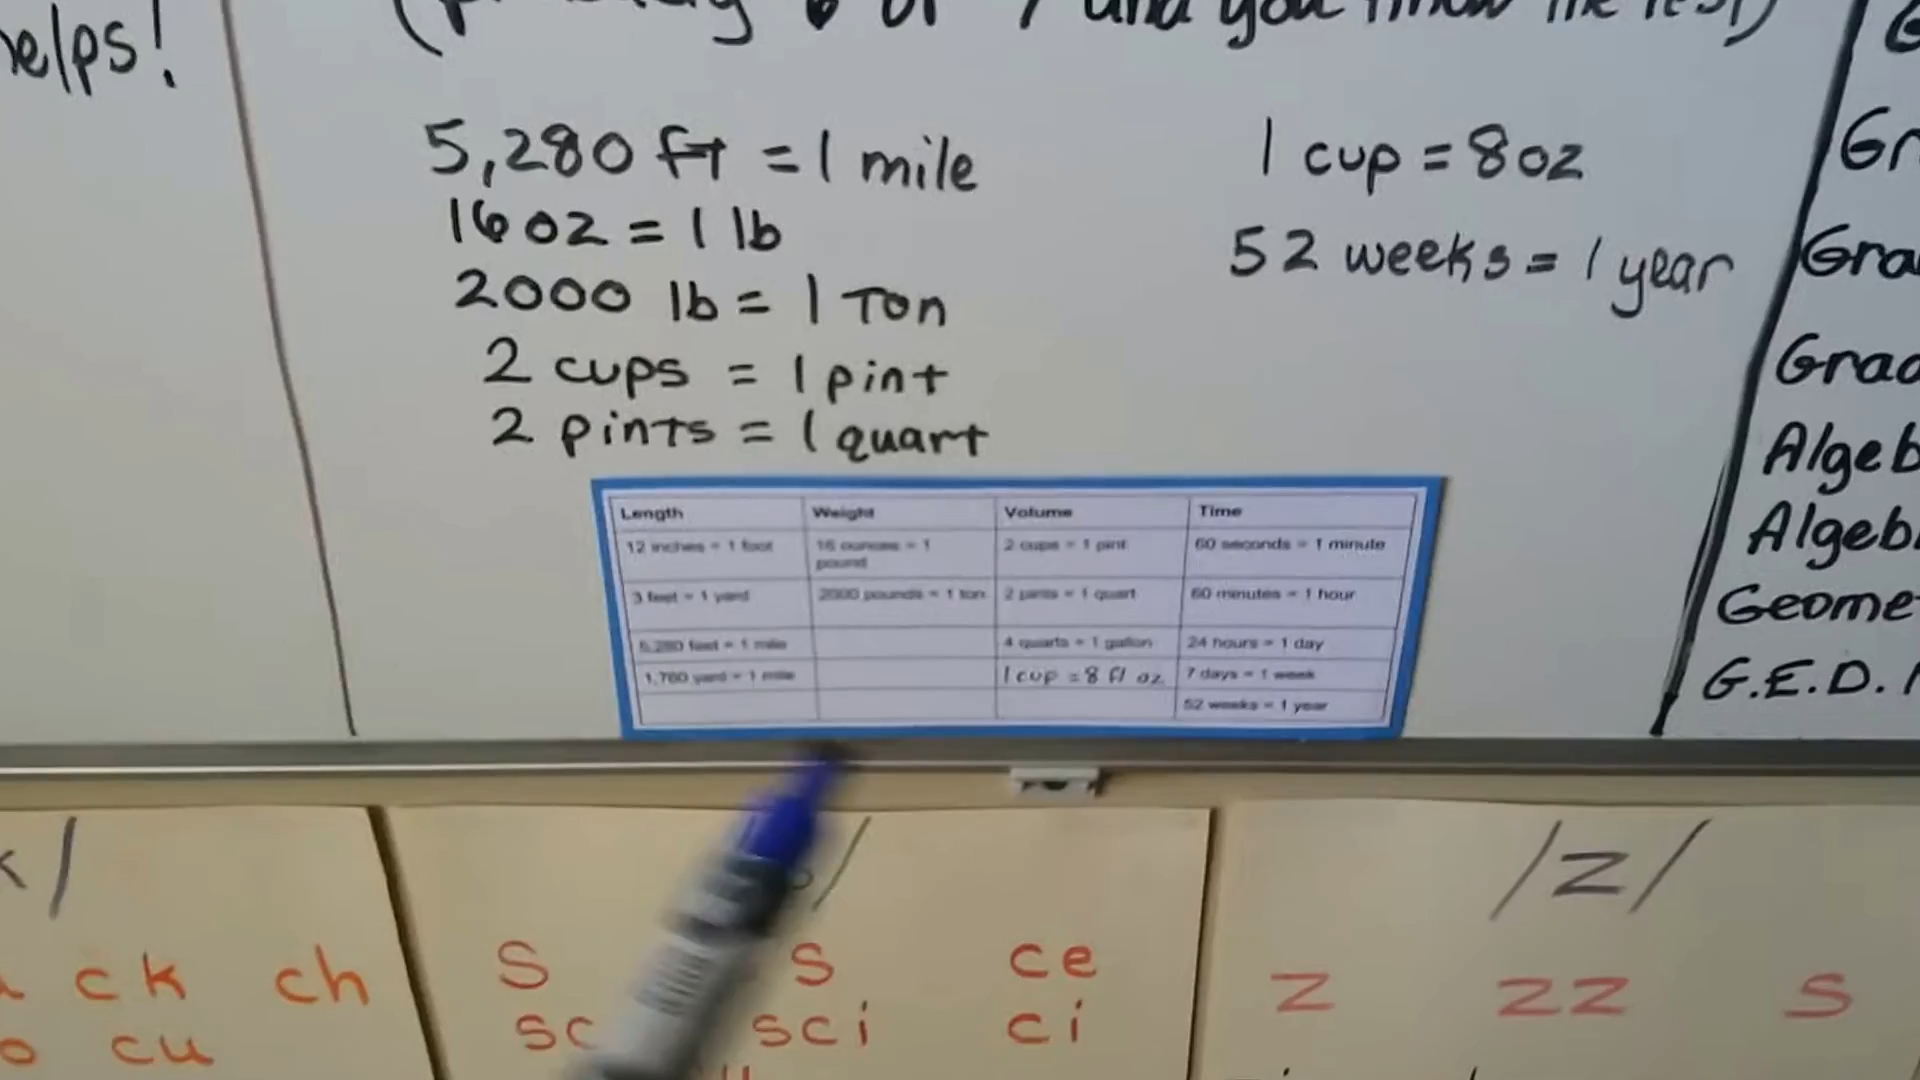 helps!
5,280 ft = 1 mile
16 oz = 1 lb
2000 lb = 1 Ton
2 cups = 1 pint
2 pints = 1 quart
1 cup = 8 oz
52 weeks = 1 year
Length Weight Volume Time
12 inches = 1 foot 16 ounces = 1 pound 2 cups = 1 pint 60 seconds = 1 minute
3 feet = 1 yard 2000 pounds = 1 ton 2 pints = 1 quart 60 minutes = 1 hour
5,280 feet = 1 mile 4 quarts = 1 gallon 24 hours = 1 day
1,760 yard = 1 mile 1 cup = 8 fl oz 7 days = 1 week
52 weeks = 1 year
Gr
Gra
Grad
Algeb
Algeb
Geome
G.E.D.
/z/
ck ch
cu
s s ce
sc sci ci
z zz s